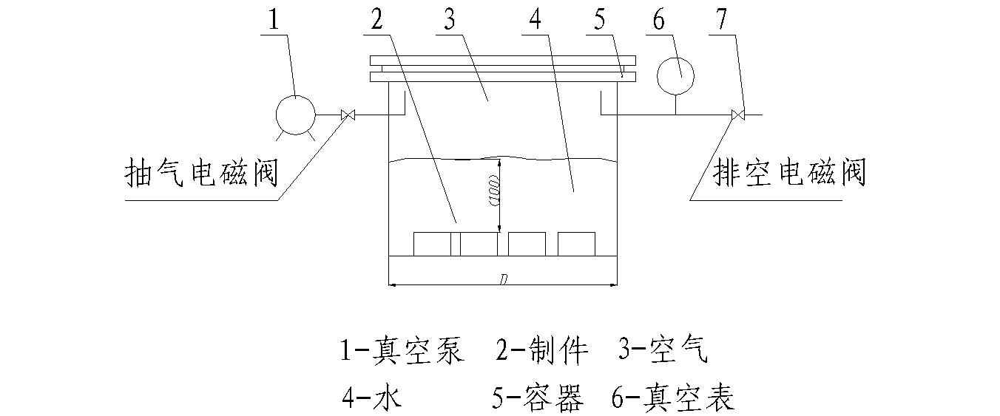 1 2 3 4 5 6 7
抽气电磁阀 排空电磁阀
(100)
D
1-真空泵 2-制件 3-空气
4-水 5-容器 6-真空表